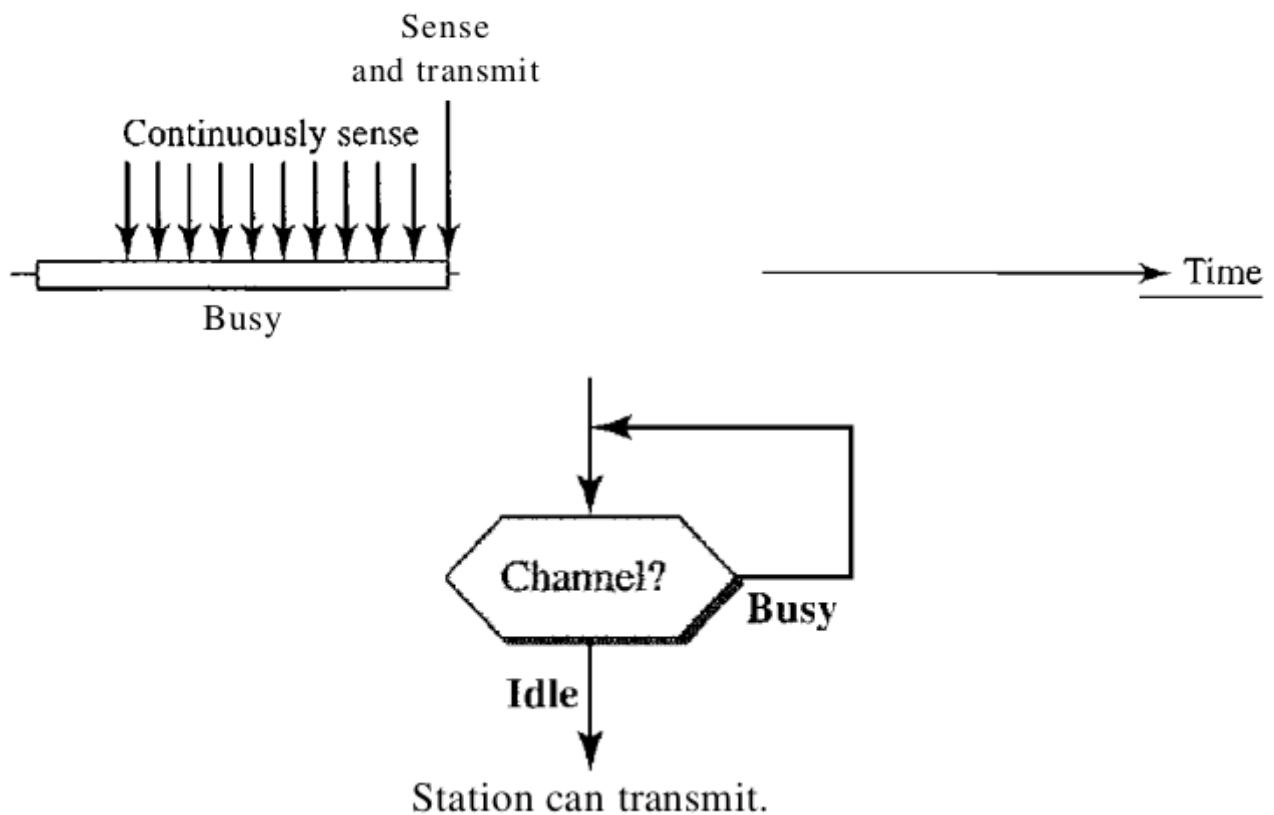 Sense
and transmit
Continuously sense
Time
Busy
Channel?
Busy
Idle
Station can transmit.